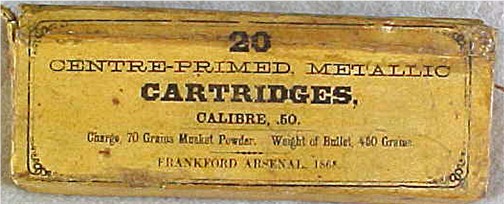 20
CENTRE-PRIMED, METALLIC
CARTRIDGES,
CALIBRE, .50.
Charge, 70 Grains Musket Powder. Weight of Bullet, 450 Grains.
FRANKFORD ARSENAL,